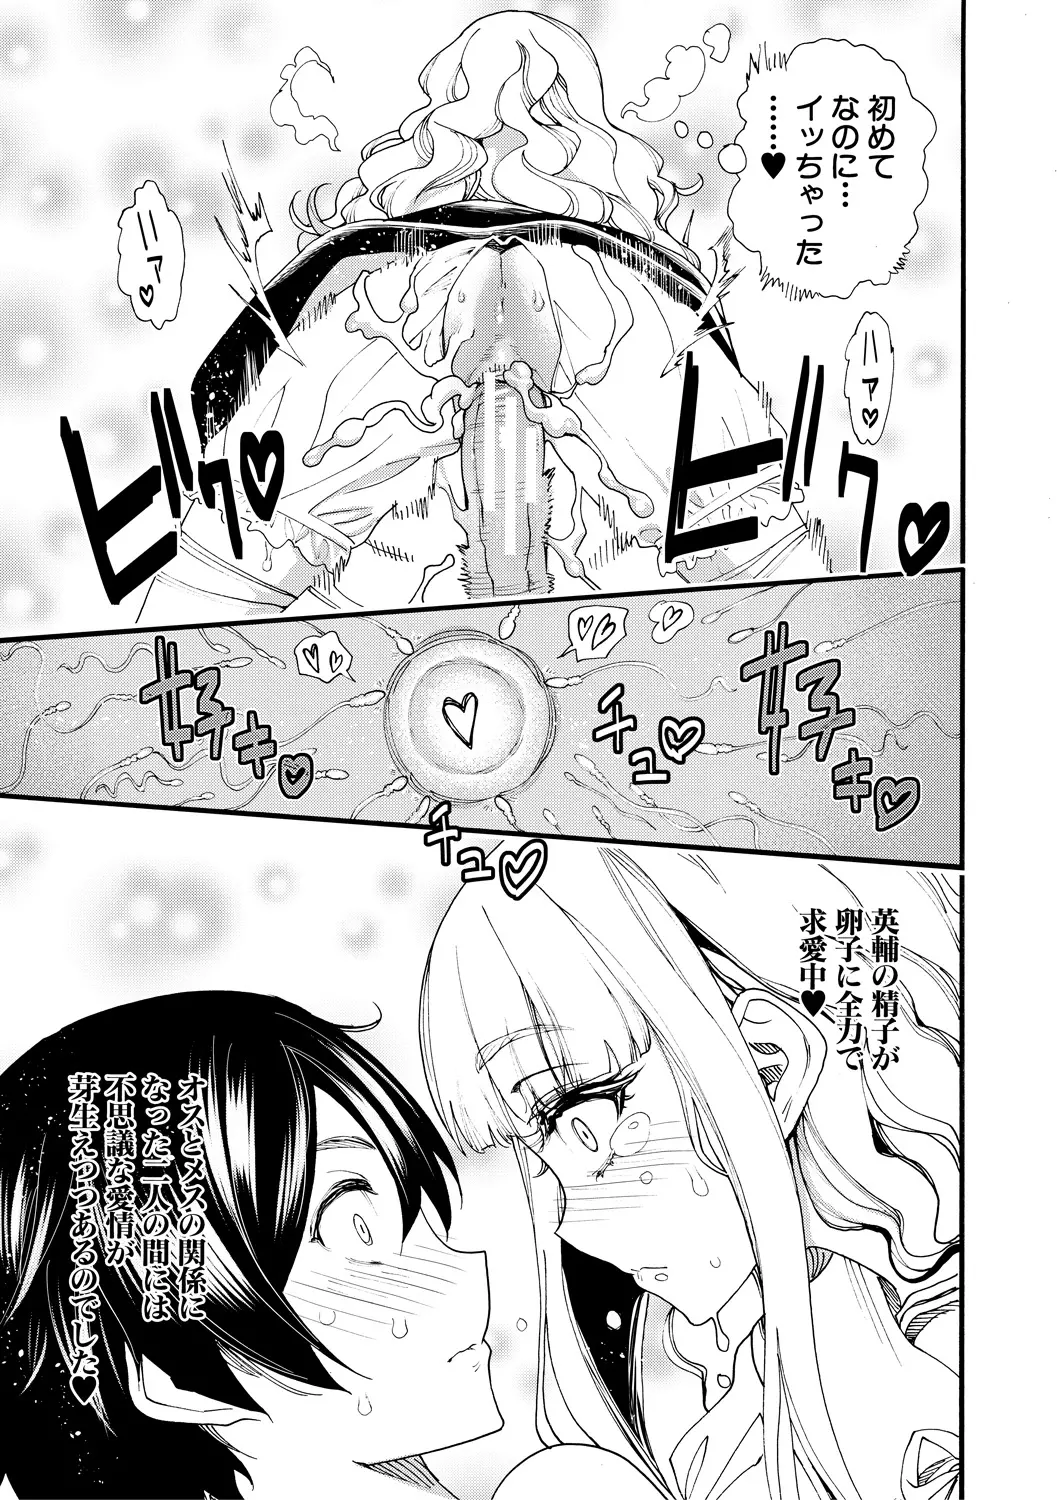 初めて
なのに…
イッちゃった
……♥
ハァ♡
ハァ♡
ビクッ♥
ビクッ♡
好キ♡
チュ♡
好キ♡
チュ♡
英輔の精子が
卵子に全力で
求愛中♥
オスとメスの関係に
なった二人の間には
不思議な愛情が
芽生えつつあるのでした♥